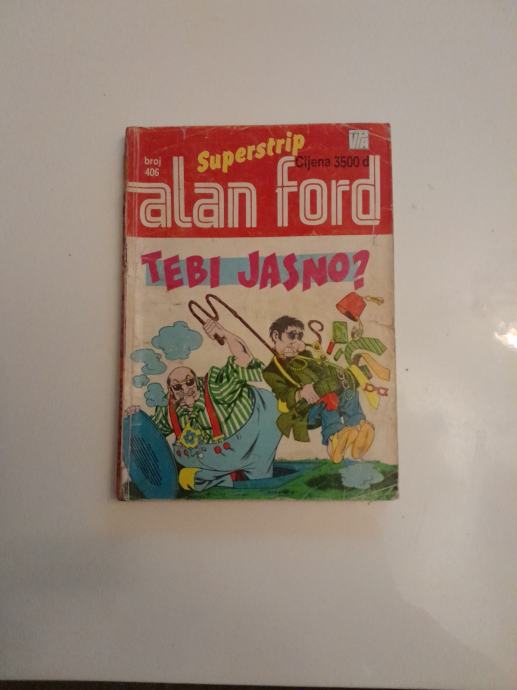 Superstrip
broj
406
Cijena 3500 d
alan ford
TEBI JASNO?